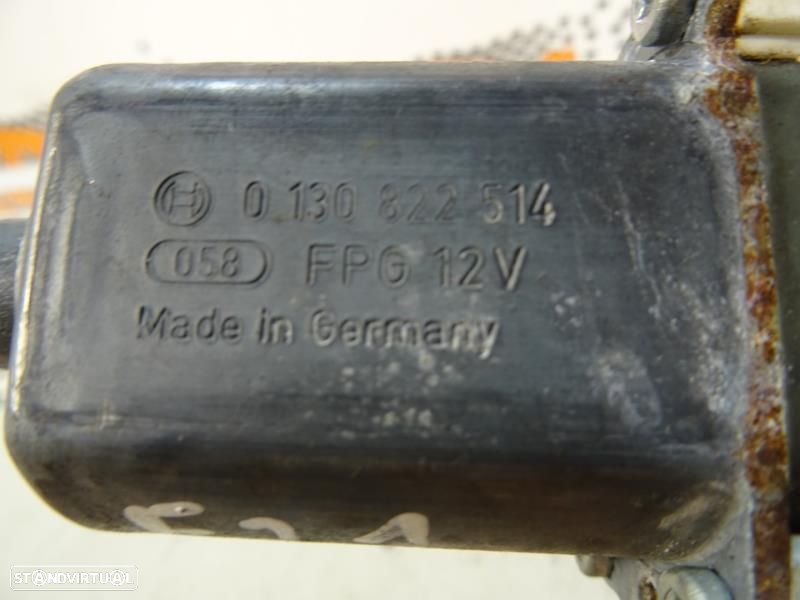 0 130 822 514
058 FPG 12V
Made in Germany
STANDVIRTUAL